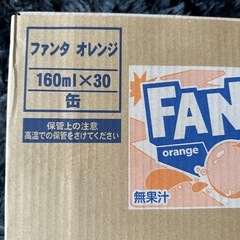 ファンタ オレンジ
160ml×30
缶
保管上の注意
高温での保管をさけてください
FAN
orange
無果汁